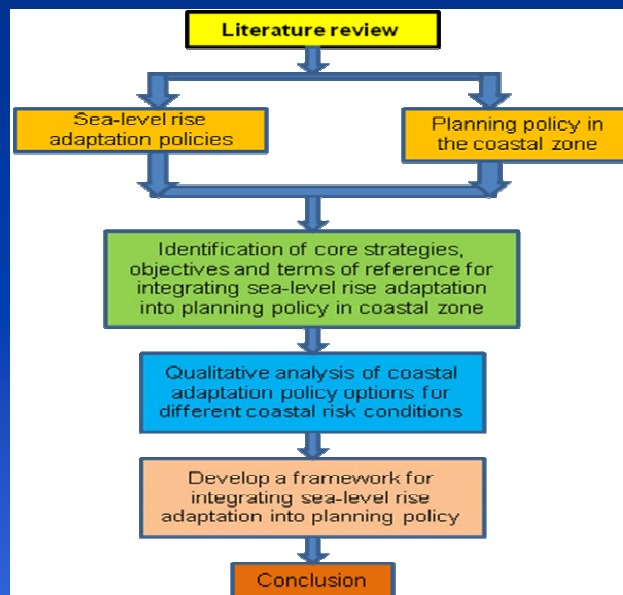 Literature review
Sea-level rise
adaptation policies
Planning policy in
the coastal zone
Identification of core strategies,
objectives and terms of reference for
integrating sea-level rise adaptation
into planning policy in coastal zone
Qualitative analysis of coastal
adaptation policy options for
different coastal risk conditions
Develop a framework for
integrating sea-level rise
adaptation into planning policy
Conclusion